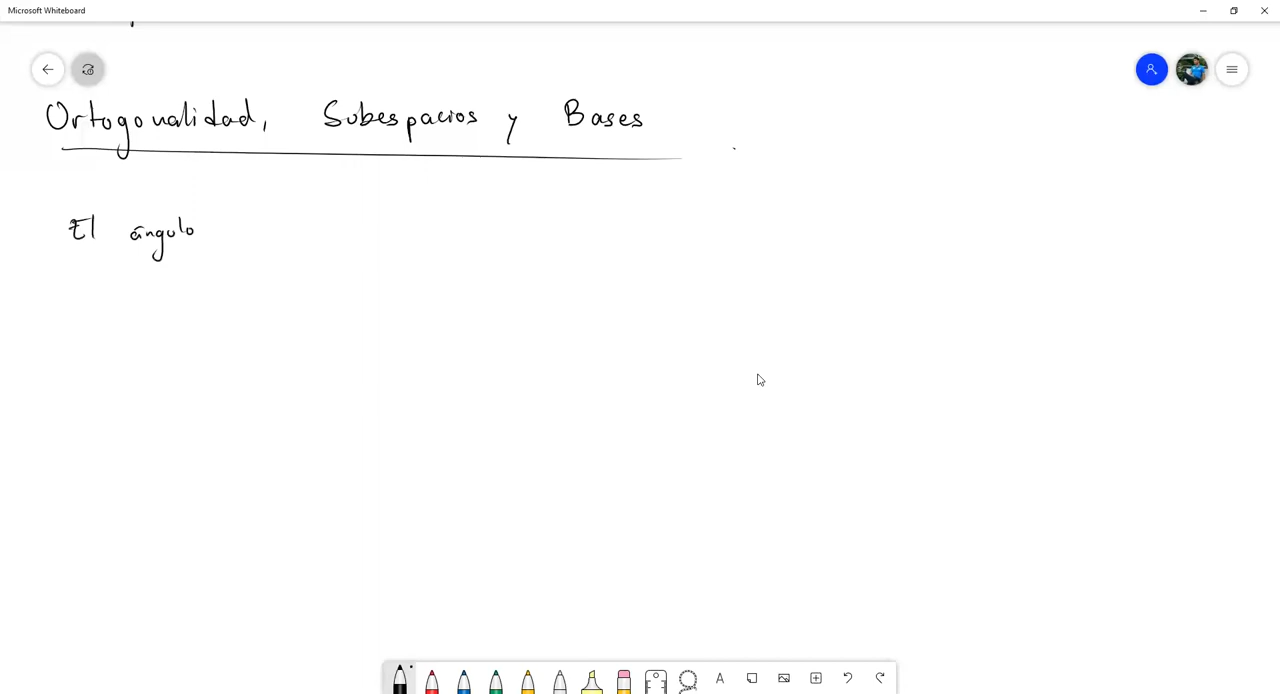 Microsoft Whiteboard
Ortogonalidad, Subespacios y Bases
El ángulo